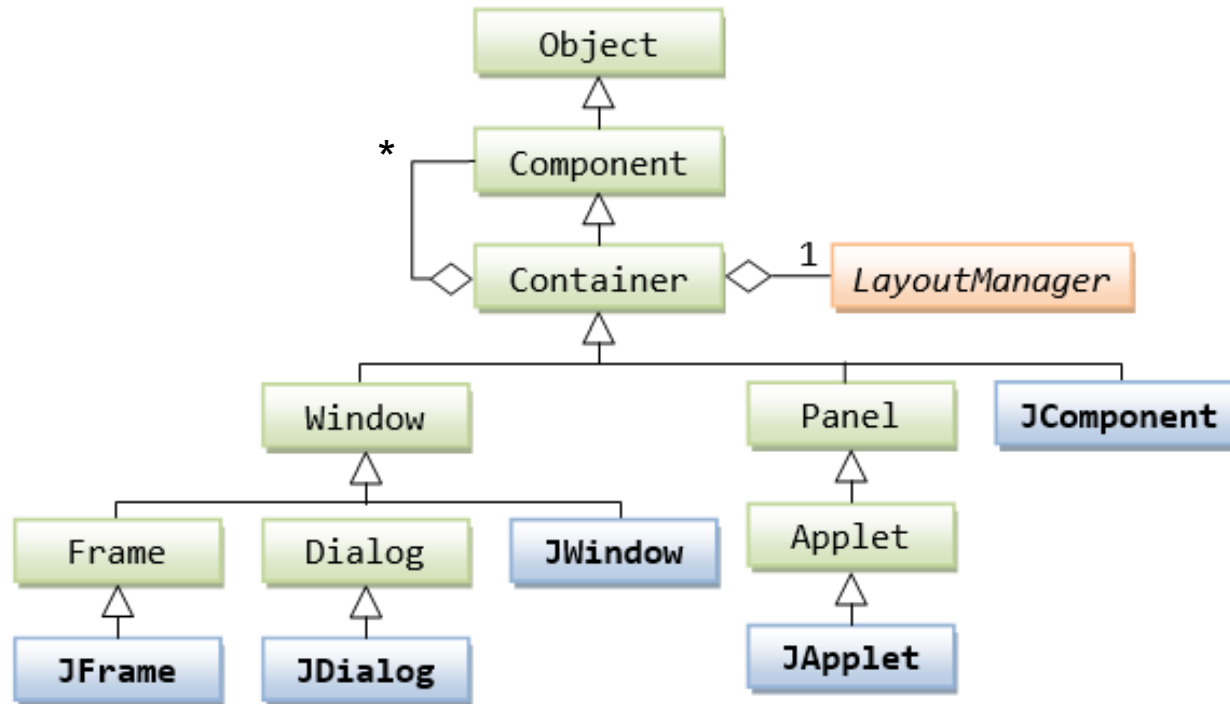 Object
*
Component
Container
1
LayoutManager
Window
Panel
JComponent
Frame
Dialog
JWindow
Applet
JFrame
JDialog
JApplet